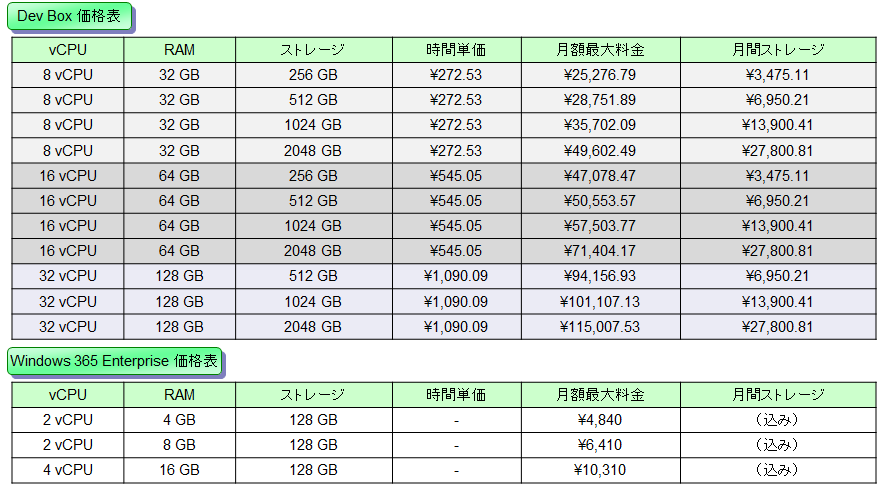 Dev Box 価格表
vCPU RAM ストレージ 時間単価 月額最大料金 月間ストレージ
8 vCPU 32 GB 256 GB ¥272.53 ¥25,276.79 ¥3,475.11
8 vCPU 32 GB 512 GB ¥272.53 ¥28,751.89 ¥6,950.21
8 vCPU 32 GB 1024 GB ¥272.53 ¥35,702.09 ¥13,900.41
8 vCPU 32 GB 2048 GB ¥272.53 ¥49,602.49 ¥27,800.81
16 vCPU 64 GB 256 GB ¥545.05 ¥47,078.47 ¥3,475.11
16 vCPU 64 GB 512 GB ¥545.05 ¥50,553.57 ¥6,950.21
16 vCPU 64 GB 1024 GB ¥545.05 ¥57,503.77 ¥13,900.41
16 vCPU 64 GB 2048 GB ¥545.05 ¥71,404.17 ¥27,800.81
32 vCPU 128 GB 512 GB ¥1,090.09 ¥94,156.93 ¥6,950.21
32 vCPU 128 GB 1024 GB ¥1,090.09 ¥101,107.13 ¥13,900.41
32 vCPU 128 GB 2048 GB ¥1,090.09 ¥115,007.53 ¥27,800.81
Windows 365 Enterprise 価格表
vCPU RAM ストレージ 時間単価 月額最大料金 月間ストレージ
2 vCPU 4 GB 128 GB - ¥4,840 （込み）
2 vCPU 8 GB 128 GB - ¥6,410 （込み）
4 vCPU 16 GB 128 GB - ¥10,310 （込み）